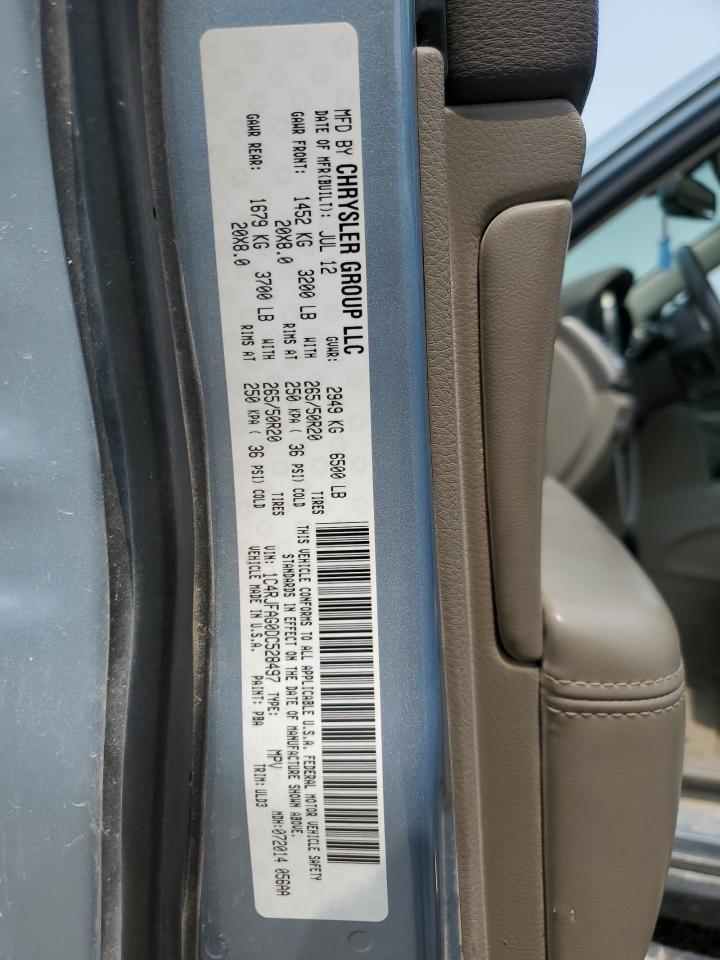 MFD BY CHRYSLER GROUP LLC
DATE OF MFR(BUILT): JUL 12 GVWR: 2949 KG 6500 LB
GAWR FRONT: 1452 KG 3200 LB WITH 265/50R20 TIRES
20X8.0 RIMS AT 250 KPA ( 36 PSI) COLD
GAWR REAR: 1679 KG 3700 LB WITH 265/50R20 TIRES
20X8.0 RIMS AT 250 KPA ( 36 PSI) COLD
THIS VEHICLE CONFORMS TO ALL APPLICABLE U.S.A. FEDERAL MOTOR VEHICLE SAFETY
STANDARDS IN EFFECT ON THE DATE OF MANUFACTURE SHOWN ABOVE.
MDH:072014 056AA
VIN: 1C4RJFAG0DC528497 TYPE: MPV
VEHICLE MADE IN U.S.A. PAINT: PBA TRIM: ULD3